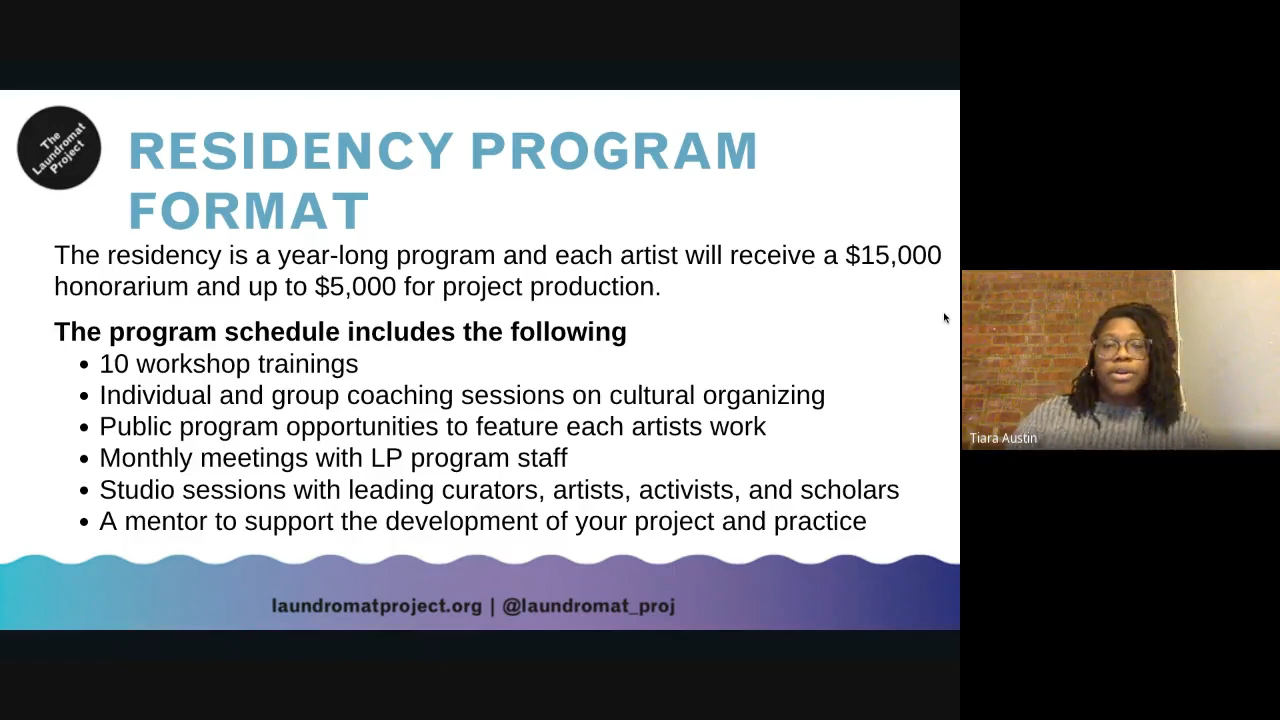 The
Laundromat
Project
RESIDENCY PROGRAM
FORMAT
The residency is a year-long program and each artist will receive a $15,000
honorarium and up to $5,000 for project production.
The program schedule includes the following
• 10 workshop trainings
• Individual and group coaching sessions on cultural organizing
• Public program opportunities to feature each artists work
• Monthly meetings with LP program staff
• Studio sessions with leading curators, artists, activists, and scholars
• A mentor to support the development of your project and practice
laundromatproject.org | @laundromat_proj
Tiara Austin